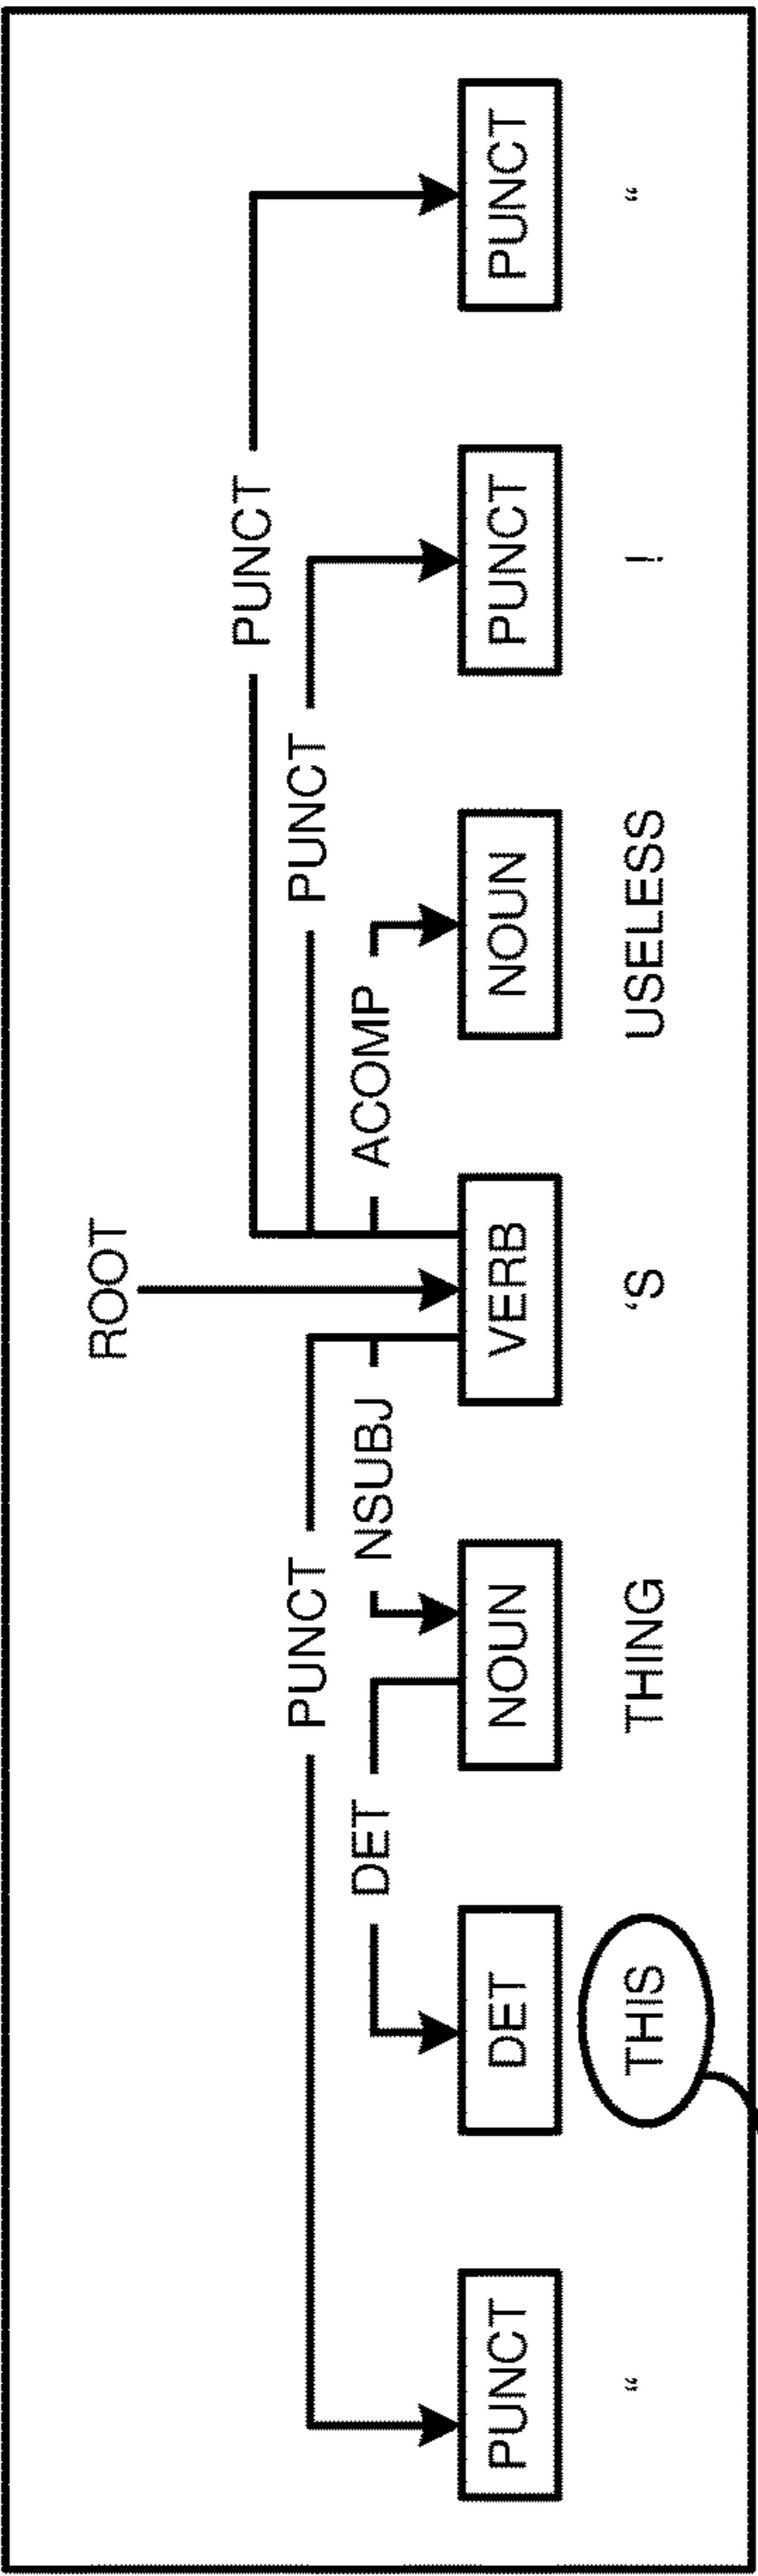 ROOT
PUNCT
PUNCT PUNCT
DET NSUBJ ACOMP
PUNCT DET NOUN VERB NOUN PUNCT PUNCT
” THIS THING ‘S USELESS ! ”